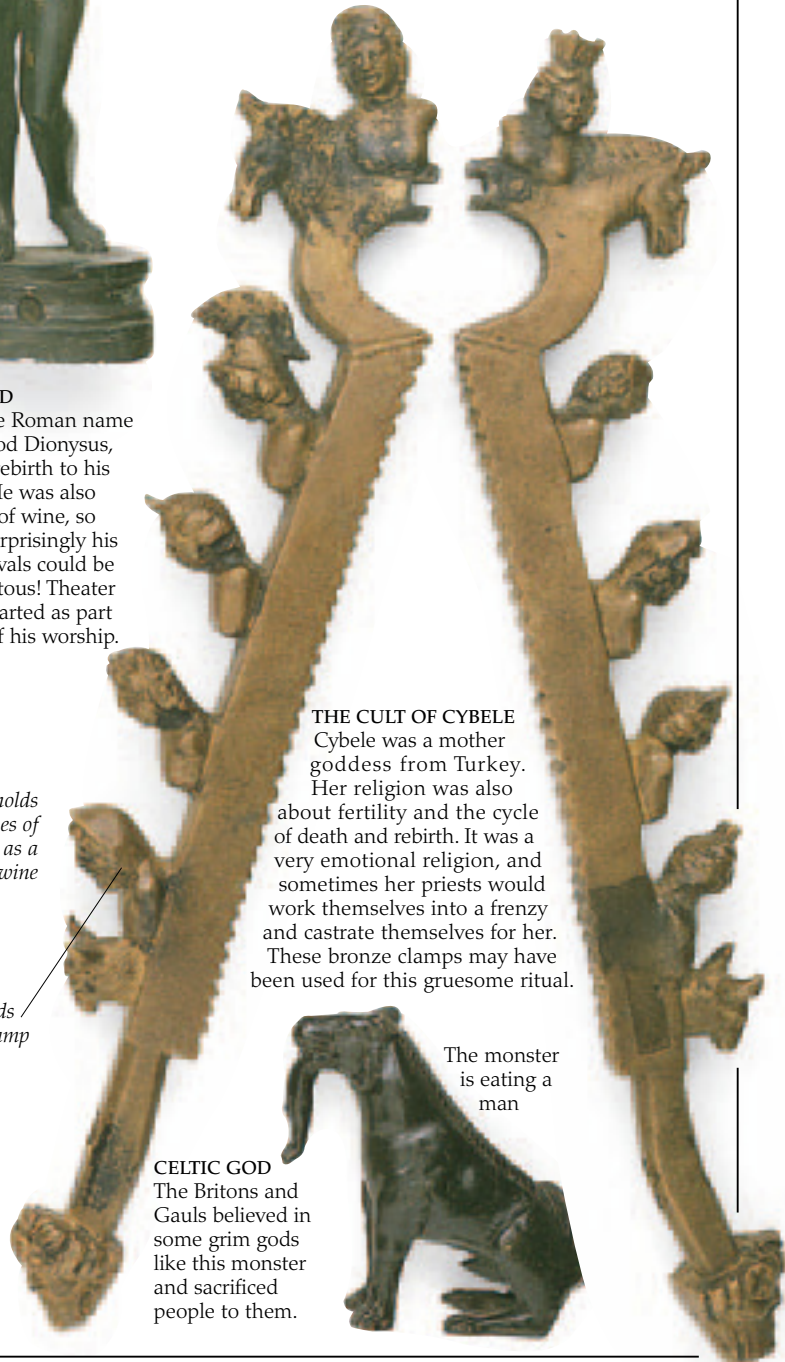 D
e Roman name
od Dionysus,
ebirth to his
He was also
of wine, so
rprisingly his
vals could be
tous! Theater
arted as part
f his worship.
holds
es of
as a
wine
ds
mp
THE CULT OF CYBELE
Cybele was a mother
goddess from Turkey.
Her religion was also
about fertility and the cycle
of death and rebirth. It was a
very emotional religion, and
sometimes her priests would
work themselves into a frenzy
and castrate themselves for her.
These bronze clamps may have
been used for this gruesome ritual.
The monster
is eating a
man
CELTIC GOD
The Britons and
Gauls believed in
some grim gods
like this monster
and sacrificed
people to them.